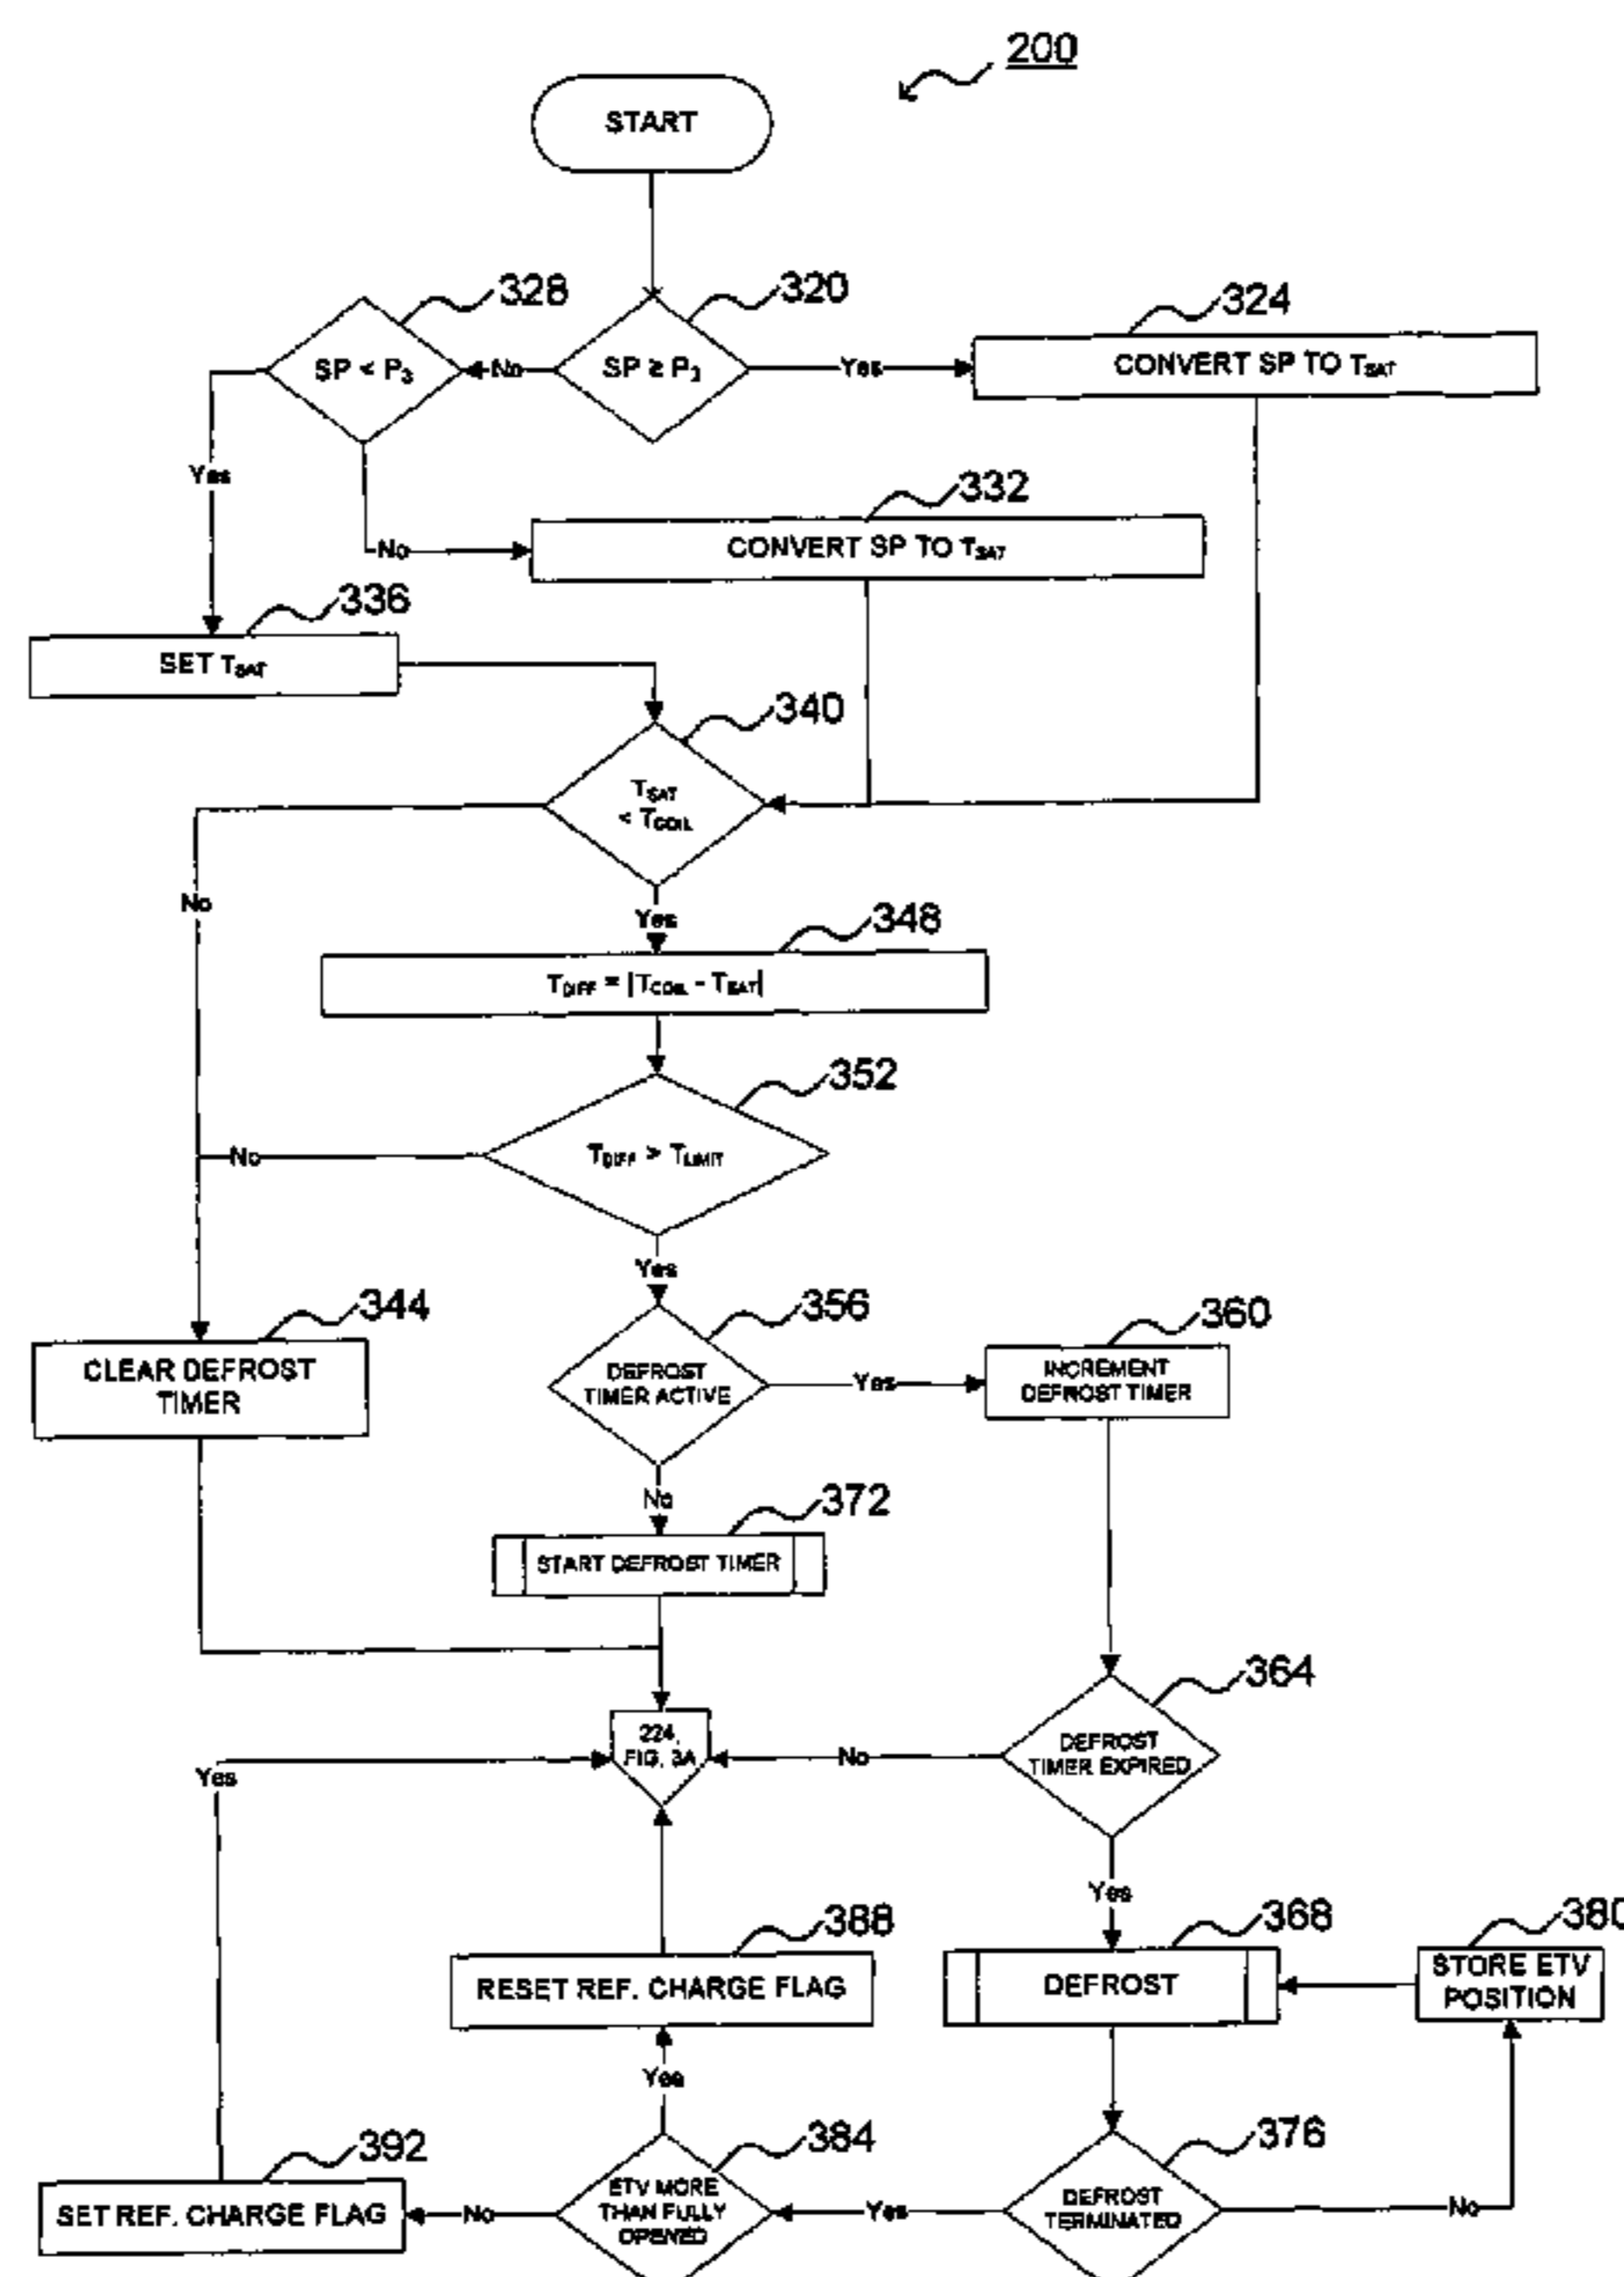 200
START
328
320
324
SP < P3
No
SP ≥ P3
Yes
CONVERT SP TO TSAT
Yes
332
No
CONVERT SP TO TSAT
336
SET TSAT
340
TSAT
< TCOIL
No
Yes
348
TDIFF = |TCOIL - TSAT|
352
No
TDIFF > TLIMIT
Yes
344
356
360
CLEAR DEFROST
TIMER
DEFROST
TIMER ACTIVE
Yes
INCREMENT
DEFROST TIMER
No
372
START DEFROST TIMER
364
224,
FIG. 3A
No
DEFROST
TIMER EXPIRED
Yes
Yes
388
368
380
RESET REF. CHARGE FLAG
DEFROST
STORE ETV
POSITION
Yes
392
384
376
SET REF. CHARGE FLAG
No
ETV MORE
THAN FULLY
OPENED
Yes
DEFROST
TERMINATED
No